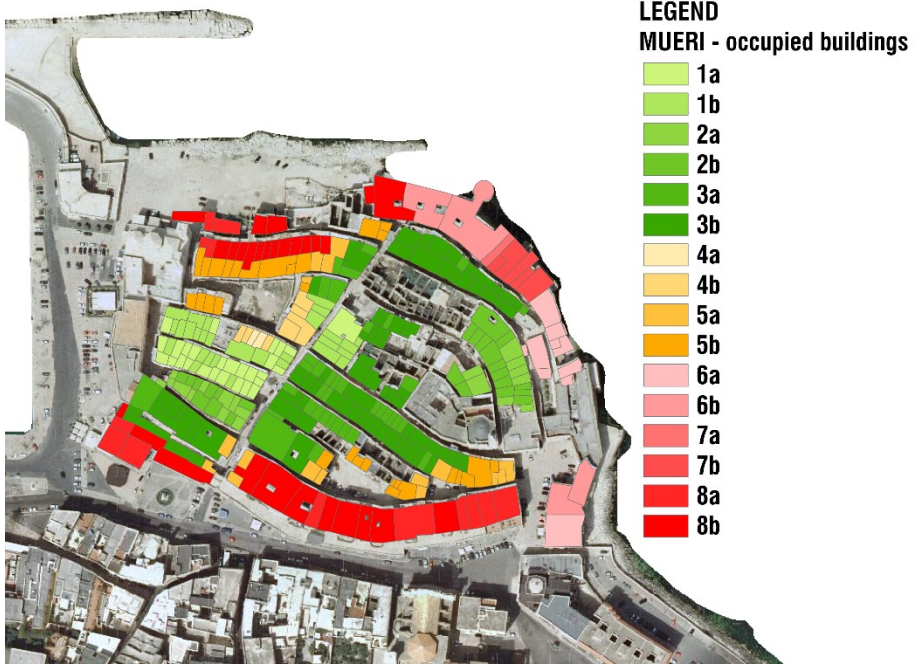 LEGEND
MUERI - occupied buildings
1a
1b
2a
2b
3a
3b
4a
4b
5a
5b
6a
6b
7a
7b
8a
8b